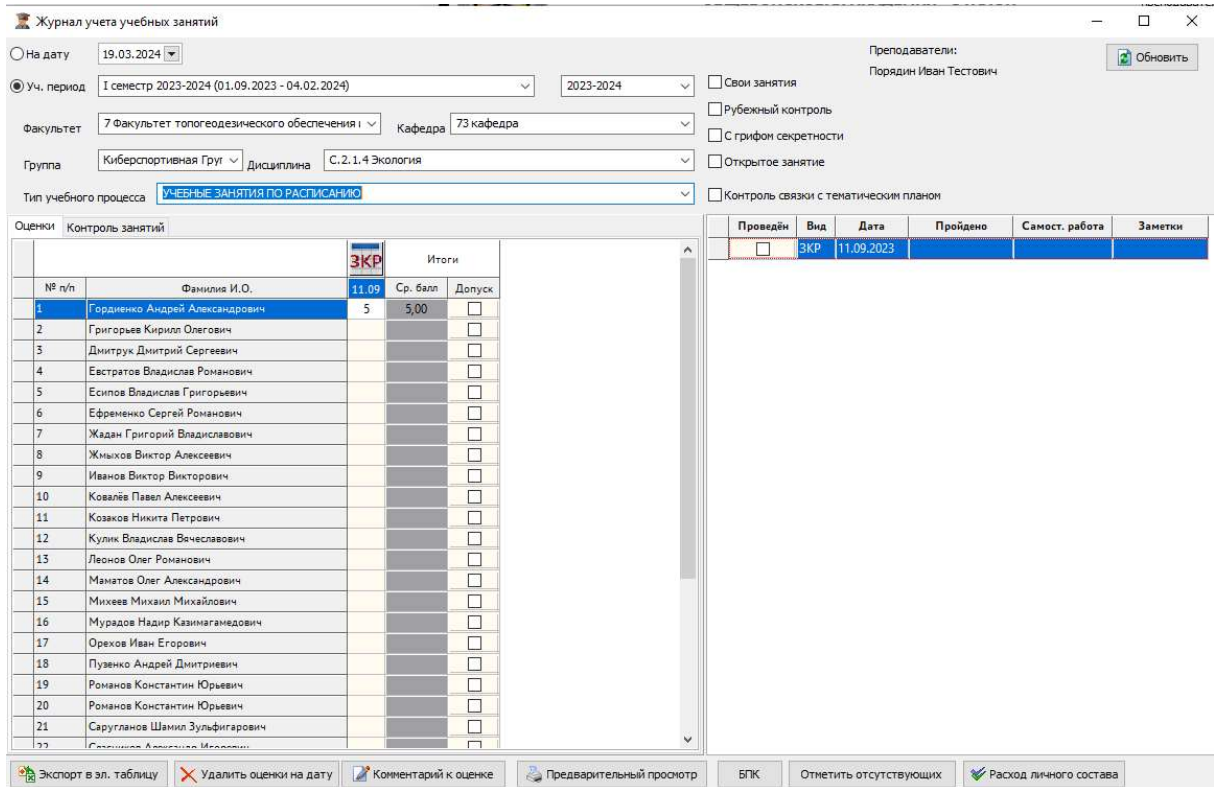 Журнал учета учебных занятий
На дату 19.03.2024
Преподаватели:
Порядин Иван Тестович
Обновить
Уч. период I семестр 2023-2024 (01.09.2023 - 04.02.2024) 2023-2024
Свои занятия
Рубежный контроль
Факультет 7 Факультет топогеодезического обеспечения и Кафедра 73 кафедра
С грифом секретности
Группа Киберспортивная Груг Дисциплина С.2.1.4 Экология
Открытое занятие
Тип учебного процесса УЧЕБНЫЕ ЗАНЯТИЯ ПО РАСПИСАНИЮ
Контроль связки с тематическим планом
Оценки Контроль занятий
Проведён Вид Дата Пройдено Самост. работа Заметки
ЗКР 11.09.2023
ЗКР Итоги
№ п/п Фамилия И.О. 11.09 Ср. балл Допуск
1 Гордиенко Андрей Александрович 5 5,00
2 Григорьев Кирилл Олегович
3 Дмитрук Дмитрий Сергеевич
4 Евстратов Владислав Романович
5 Есипов Владислав Григорьевич
6 Ефременко Сергей Романович
7 Жадан Григорий Владиславович
8 Жмыхов Виктор Алексеевич
9 Иванов Виктор Викторович
10 Ковалёв Павел Алексеевич
11 Козаков Никита Петрович
12 Кулик Владислав Вячеславович
13 Леонов Олег Романович
14 Маматов Олег Александрович
15 Михеев Михаил Михайлович
16 Мурадов Надир Казимагамедович
17 Орехов Иван Егорович
18 Пузенко Андрей Дмитриевич
19 Романов Константин Юрьевич
20 Романов Константин Юрьевич
21 Саругланов Шамил Зульфигарович
22
Экспорт в эл. таблицу Удалить оценки на дату Комментарий к оценке Предварительный просмотр БПК Отметить отсутствующих Расход личного состава